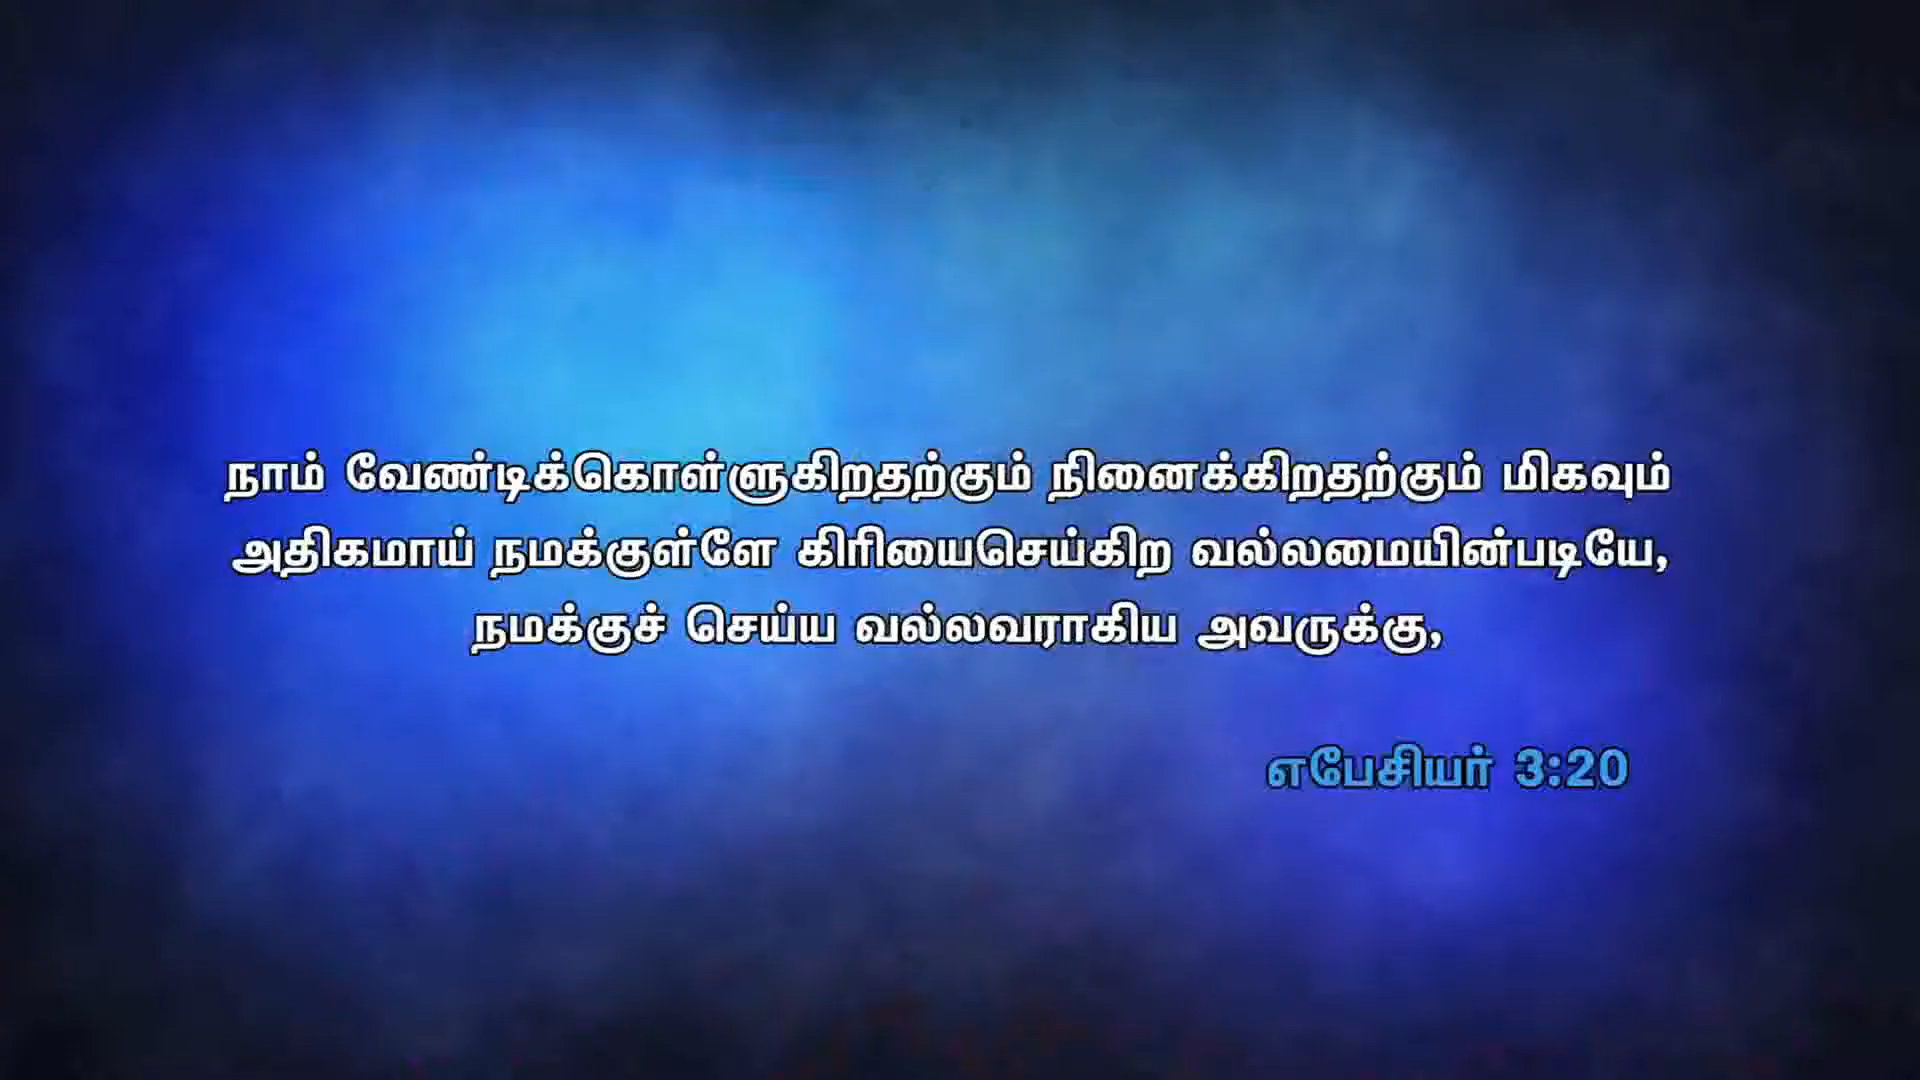 நாம் வேண்டிக்கொள்ளுகிறதற்கும் நினைக்கிறதற்கும் மிகவும்
அதிகமாய் நமக்குள்ளே கிரியைசெய்கிற வல்லமையின்படியே,
நமக்குச் செய்ய வல்லவராகிய அவருக்கு,
எபேசியர் 3:20